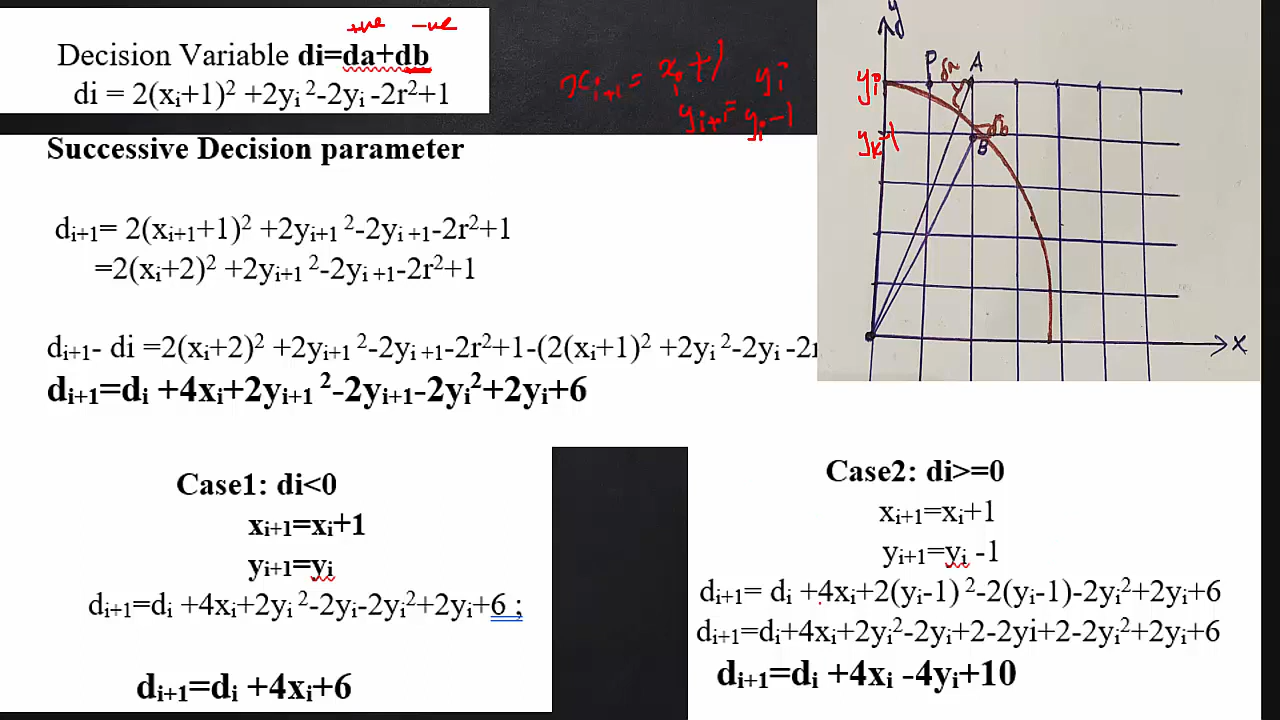 +ve -ve
Decision Variable di=da+db
di = 2(xi+1)² +2yi ²-2yi -2r²+1
xi+1 = xi+1 yi
yi+1 = yi-1
Successive Decision parameter
di+1= 2(xi+1+1)² +2yi+1 ²-2yi +1-2r²+1
=2(xi+2)² +2yi+1 ²-2yi +1-2r²+1
di+1- di =2(xi+2)² +2yi+1 ²-2yi +1-2r²+1-(2(xi+1)² +2yi ²-2yi -2r
di+1=di +4xi+2yi+1 ²-2yi+1-2yi²+2yi+6
y
P A
yi
yk-1
B
x
Case1: di<0
xi+1=xi+1
yi+1=yi
di+1=di +4xi+2yi ²-2yi-2yi²+2yi+6 ;
di+1=di +4xi+6
Case2: di>=0
xi+1=xi+1
yi+1=yi -1
di+1= di +4xi+2(yi-1) ²-2(yi-1)-2yi²+2yi+6
di+1=di+4xi+2yi²-2yi+2-2yi+2-2yi²+2yi+6
di+1=di +4xi -4yi+10